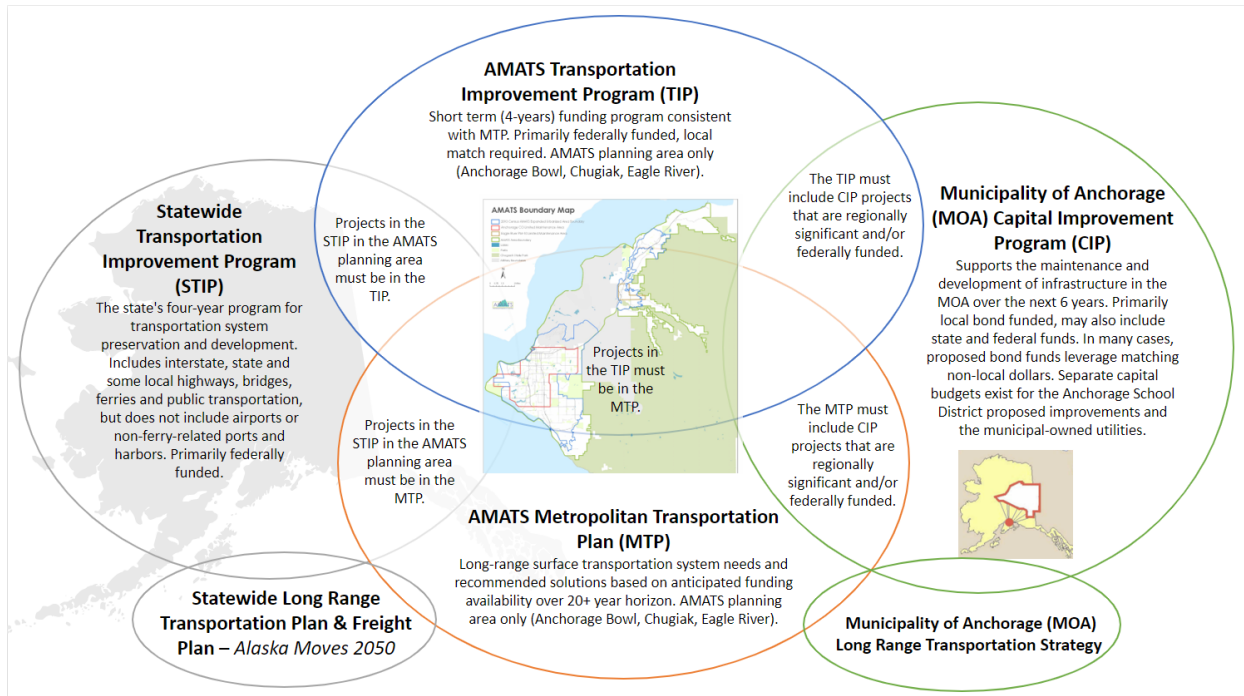 AMATS Transportation
Improvement Program (TIP)
Short term (4-years) funding program consistent
with MTP. Primarily federally funded, local
match required. AMATS planning area only
(Anchorage Bowl, Chugiak, Eagle River).
Statewide
Transportation
Improvement Program
(STIP)
The state's four-year program for
transportation system
preservation and development.
Includes interstate, state and
some local highways, bridges,
ferries and public transportation,
but does not include airports or
non-ferry-related ports and
harbors. Primarily federally
funded.
Projects in the
STIP in the AMATS
planning area
must be in the
TIP.
AMATS Boundary Map
Projects in
the TIP must
be in the
MTP.
The TIP must
include CIP projects
that are regionally
significant and/or
federally funded.
Municipality of Anchorage
(MOA) Capital Improvement
Program (CIP)
Supports the maintenance and
development of infrastructure in the
MOA over the next 6 years. Primarily
local bond funded, may also include
state and federal funds. In many cases,
proposed bond funds leverage matching
non-local dollars. Separate capital
budgets exist for the Anchorage School
District proposed improvements and
the municipal-owned utilities.
Projects in the
STIP in the AMATS
planning area
must be in the
MTP.
The MTP must
include CIP
projects that are
regionally
significant and/or
federally funded.
AMATS Metropolitan Transportation
Plan (MTP)
Long-range surface transportation system needs and
recommended solutions based on anticipated funding
availability over 20+ year horizon. AMATS planning
area only (Anchorage Bowl, Chugiak, Eagle River).
Statewide Long Range
Transportation Plan & Freight
Plan – Alaska Moves 2050
Municipality of Anchorage (MOA)
Long Range Transportation Strategy